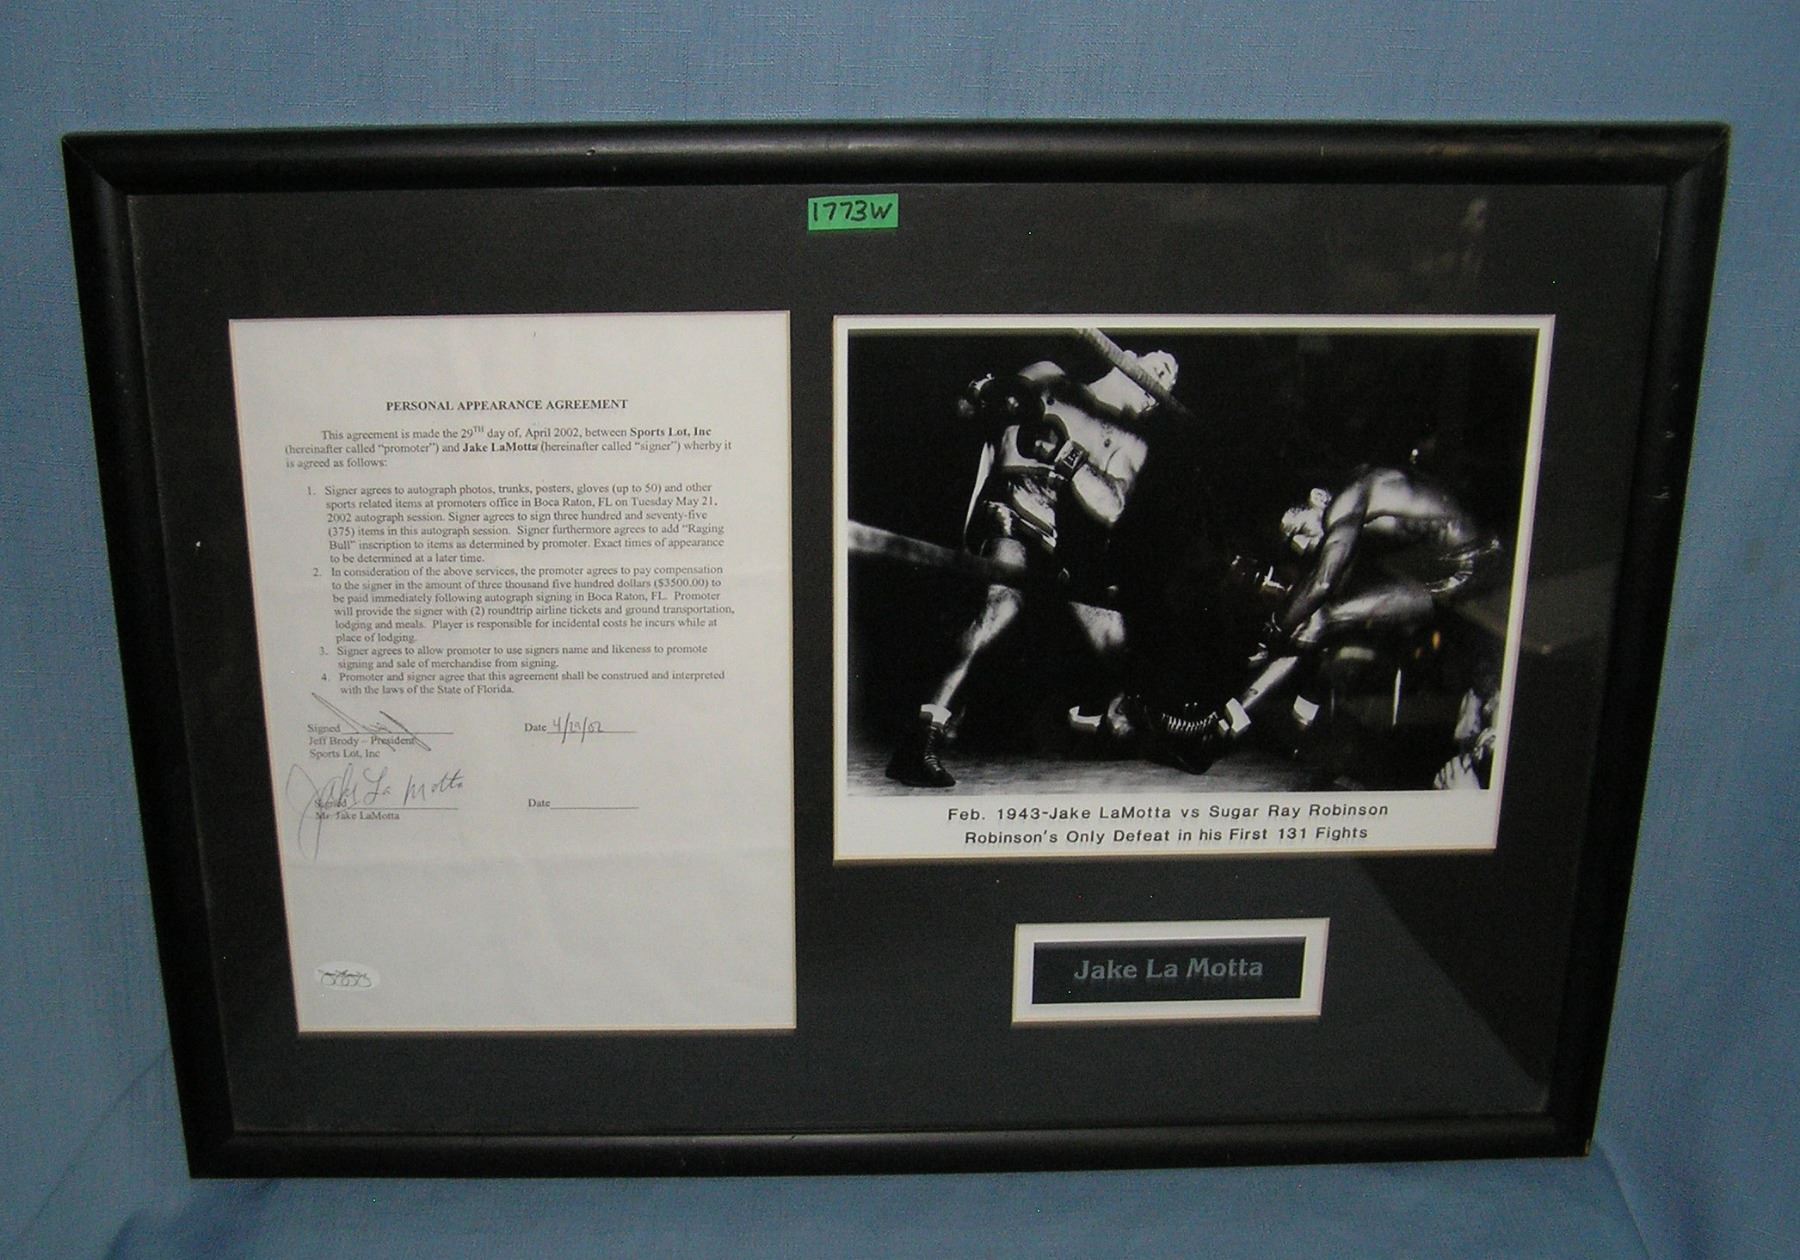 1773W
PERSONAL APPEARANCE AGREEMENT
This agreement is made the 29TH day of, April 2002, between Sports Lot, Inc
(hereinafter called "promoter") and Jake LaMotta (hereinafter called "signer") wherby it
is agreed as follows:
1. Signer agrees to autograph photos, trunks, posters, gloves (up to 50) and other
sports related items at promoters office in Boca Raton, FL on Tuesday May 21,
2002 autograph session. Signer agrees to sign three hundred and seventy-five
(375) items in this autograph session. Signer furthermore agrees to add "Raging
Bull" inscription to items as determined by promoter. Exact times of appearance
to be determined at a later time.
2. In consideration of the above services, the promoter agrees to pay compensation
to the signer in the amount of three thousand five hundred dollars ($3500.00) to
be paid immediately following autograph signing in Boca Raton, FL. Promoter
will provide the signer with (2) roundtrip airline tickets and ground transportation,
lodging and meals. Player is responsible for incidental costs he incurs while at
place of lodging.
3. Signer agrees to allow promoter to use signers name and likeness to promote
signing and sale of merchandise from signing.
4. Promoter and signer agree that this agreement shall be construed and interpreted
with the laws of the State of Florida.
Signed Date 4/29/02
Jeff Brody – President
Sports Lot, Inc
Jake La Motta
Signed Date
Mr. Jake LaMotta
Feb. 1943-Jake LaMotta vs Sugar Ray Robinson
Robinson's Only Defeat in his First 131 Fights
Jake La Motta